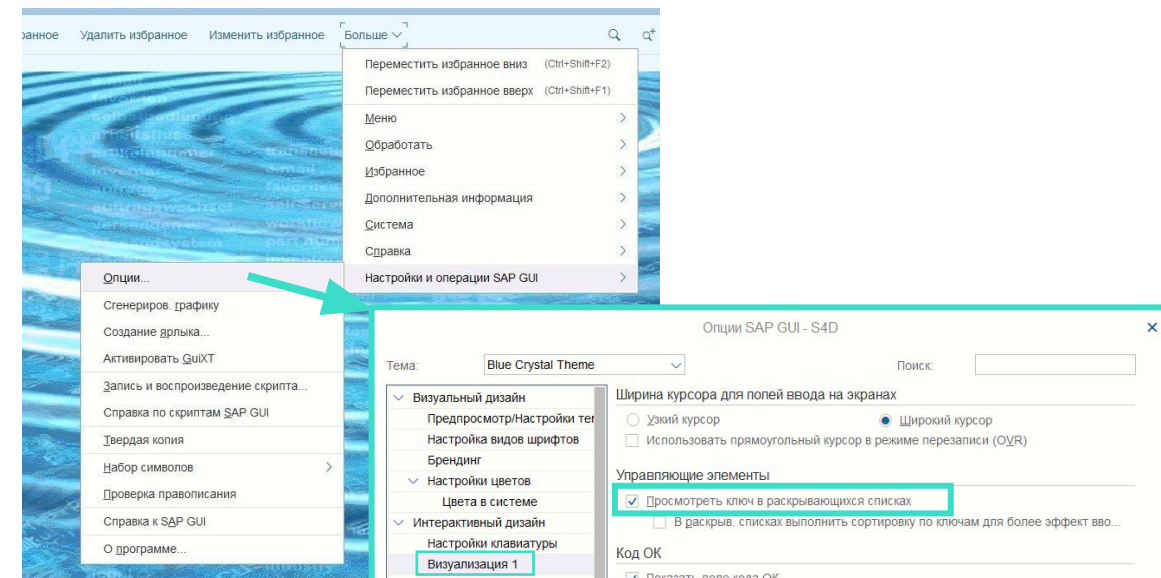 Удалить избранное Изменить избранное Больше
Переместить избранное вниз (Ctrl+Shift+F2)
Переместить избранное вверх (Ctrl+Shift+F1)
Меню
Обработать
Избранное
Дополнительная информация
Система
Справка
Настройки и операции SAP GUI
Опции...
Сгенериров. графику
Создание ярлыка...
Активировать GuiXT
Запись и воспроизведение скрипта...
Справка по скриптам SAP GUI
Твердая копия
Набор символов
Проверка правописания
Справка к SAP GUI
О программе...
Опции SAP GUI - S4D
Тема: Blue Crystal Theme Поиск:
Визуальный дизайн
Предпросмотр/Настройки тег
Настройка видов шрифтов
Брендинг
Настройки цветов
Цвета в системе
Интерактивный дизайн
Настройки клавиатуры
Визуализация 1
Ширина курсора для полей ввода на экранах
Узкий курсор Широкий курсор
Использовать прямоугольный курсор в режиме перезаписи (OVR)
Управляющие элементы
Просмотреть ключ в раскрывающихся списках
В раскрыв. списках выполнить сортировку по ключам для более эффект вво...
Код ОК
Показать поле кода ОК